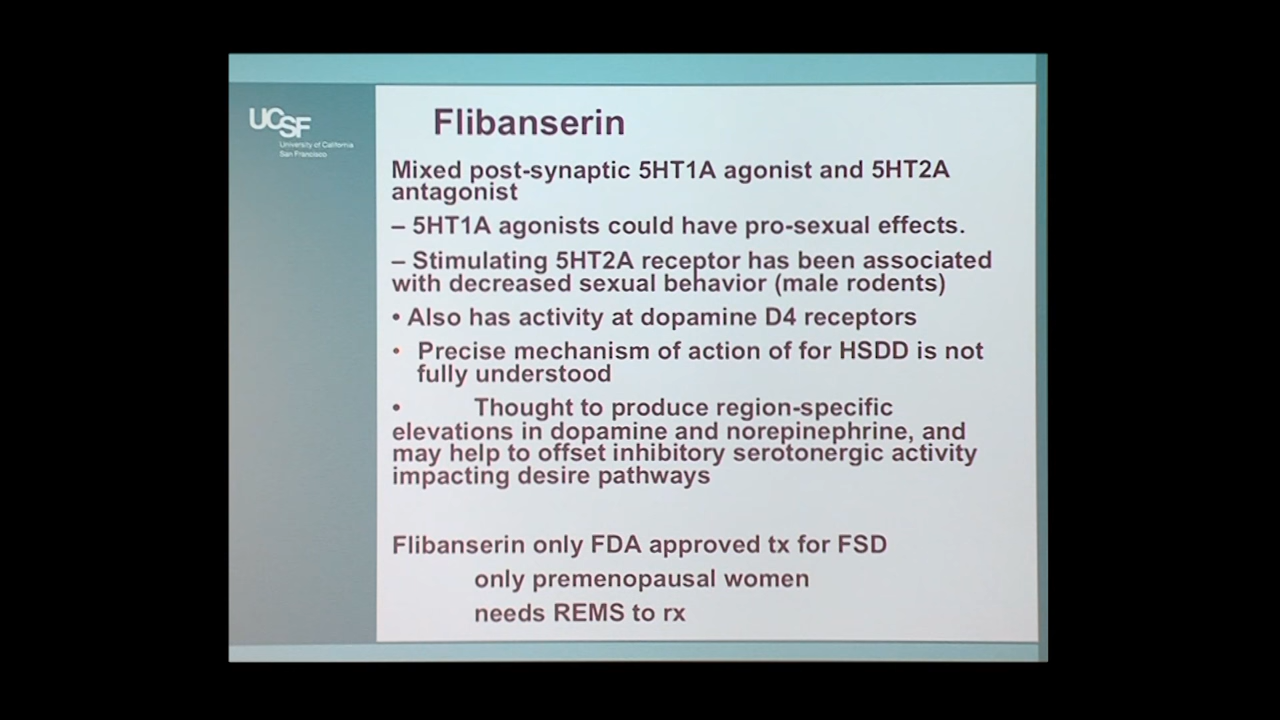 UCSF
University of California
San Francisco
Flibanserin
Mixed post-synaptic 5HT1A agonist and 5HT2A
antagonist
– 5HT1A agonists could have pro-sexual effects.
– Stimulating 5HT2A receptor has been associated
with decreased sexual behavior (male rodents)
• Also has activity at dopamine D4 receptors
• Precise mechanism of action of for HSDD is not
fully understood
• Thought to produce region-specific
elevations in dopamine and norepinephrine, and
may help to offset inhibitory serotonergic activity
impacting desire pathways
Flibanserin only FDA approved tx for FSD
only premenopausal women
needs REMS to rx